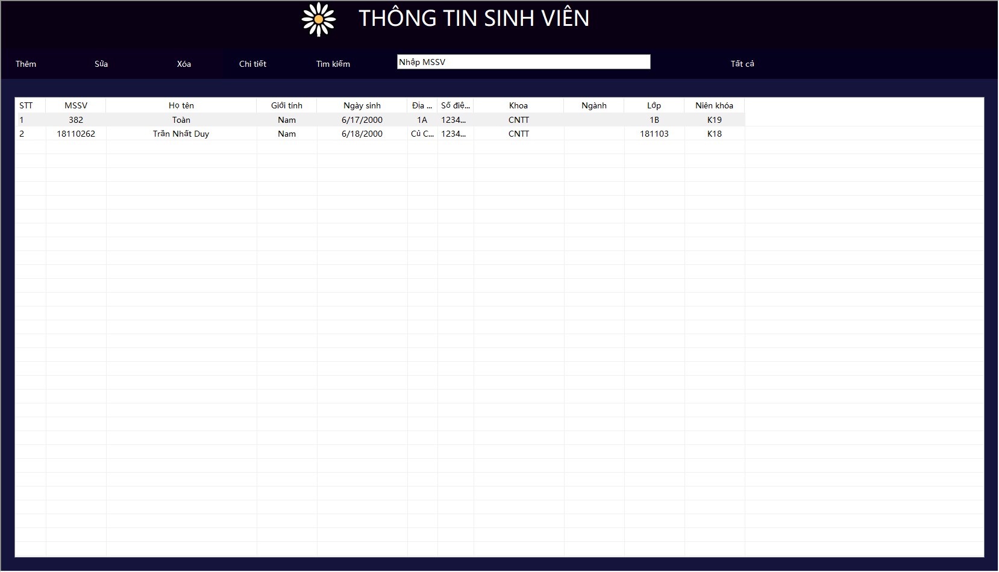 THÔNG TIN SINH VIÊN
Thêm Sửa Xóa Chi tiết Tìm kiếm Nhập MSSV Tất cả
STT MSSV Họ tên Giới tính Ngày sinh Địa ... Số điệ... Khoa Ngành Lớp Niên khóa
1 382 Toàn Nam 6/17/2000 1A 1234... CNTT 1B K19
2 18110262 Trần Nhất Duy Nam 6/18/2000 Củ C... 1234... CNTT 181103 K18